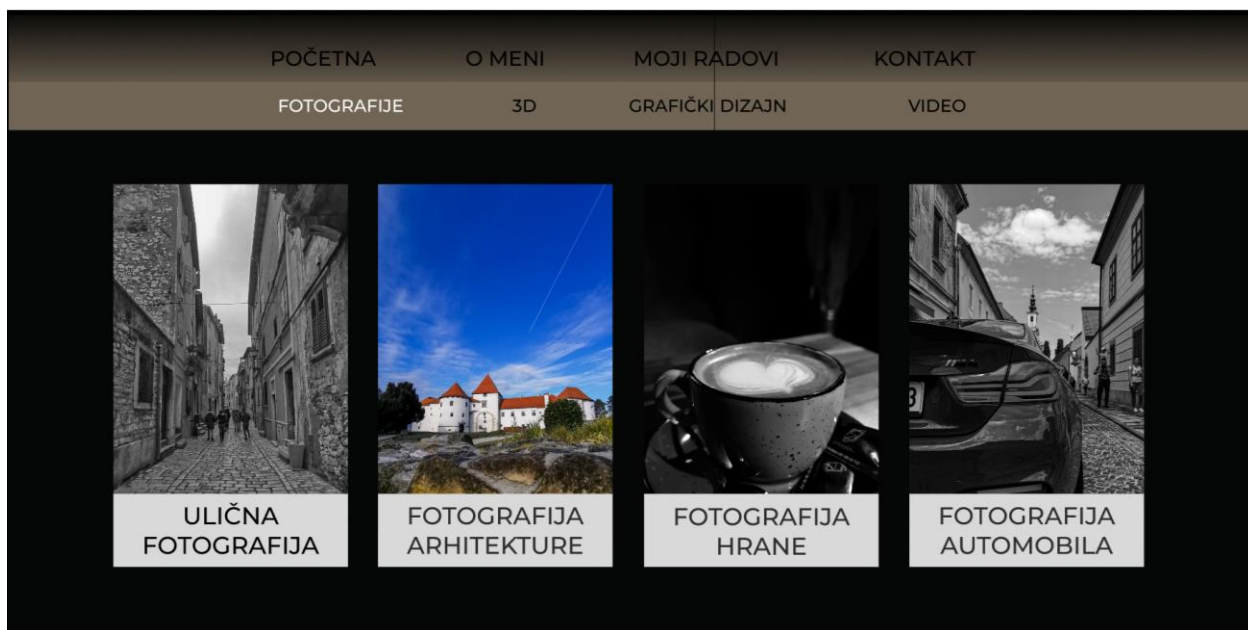 POČETNA O MENI MOJI RADOVI KONTAKT
FOTOGRAFIJE 3D GRAFIČKI DIZAJN VIDEO
ULIČNA
FOTOGRAFIJA
FOTOGRAFIJA
ARHITEKTURE
FOTOGRAFIJA
HRANE
FOTOGRAFIJA
AUTOMOBILA